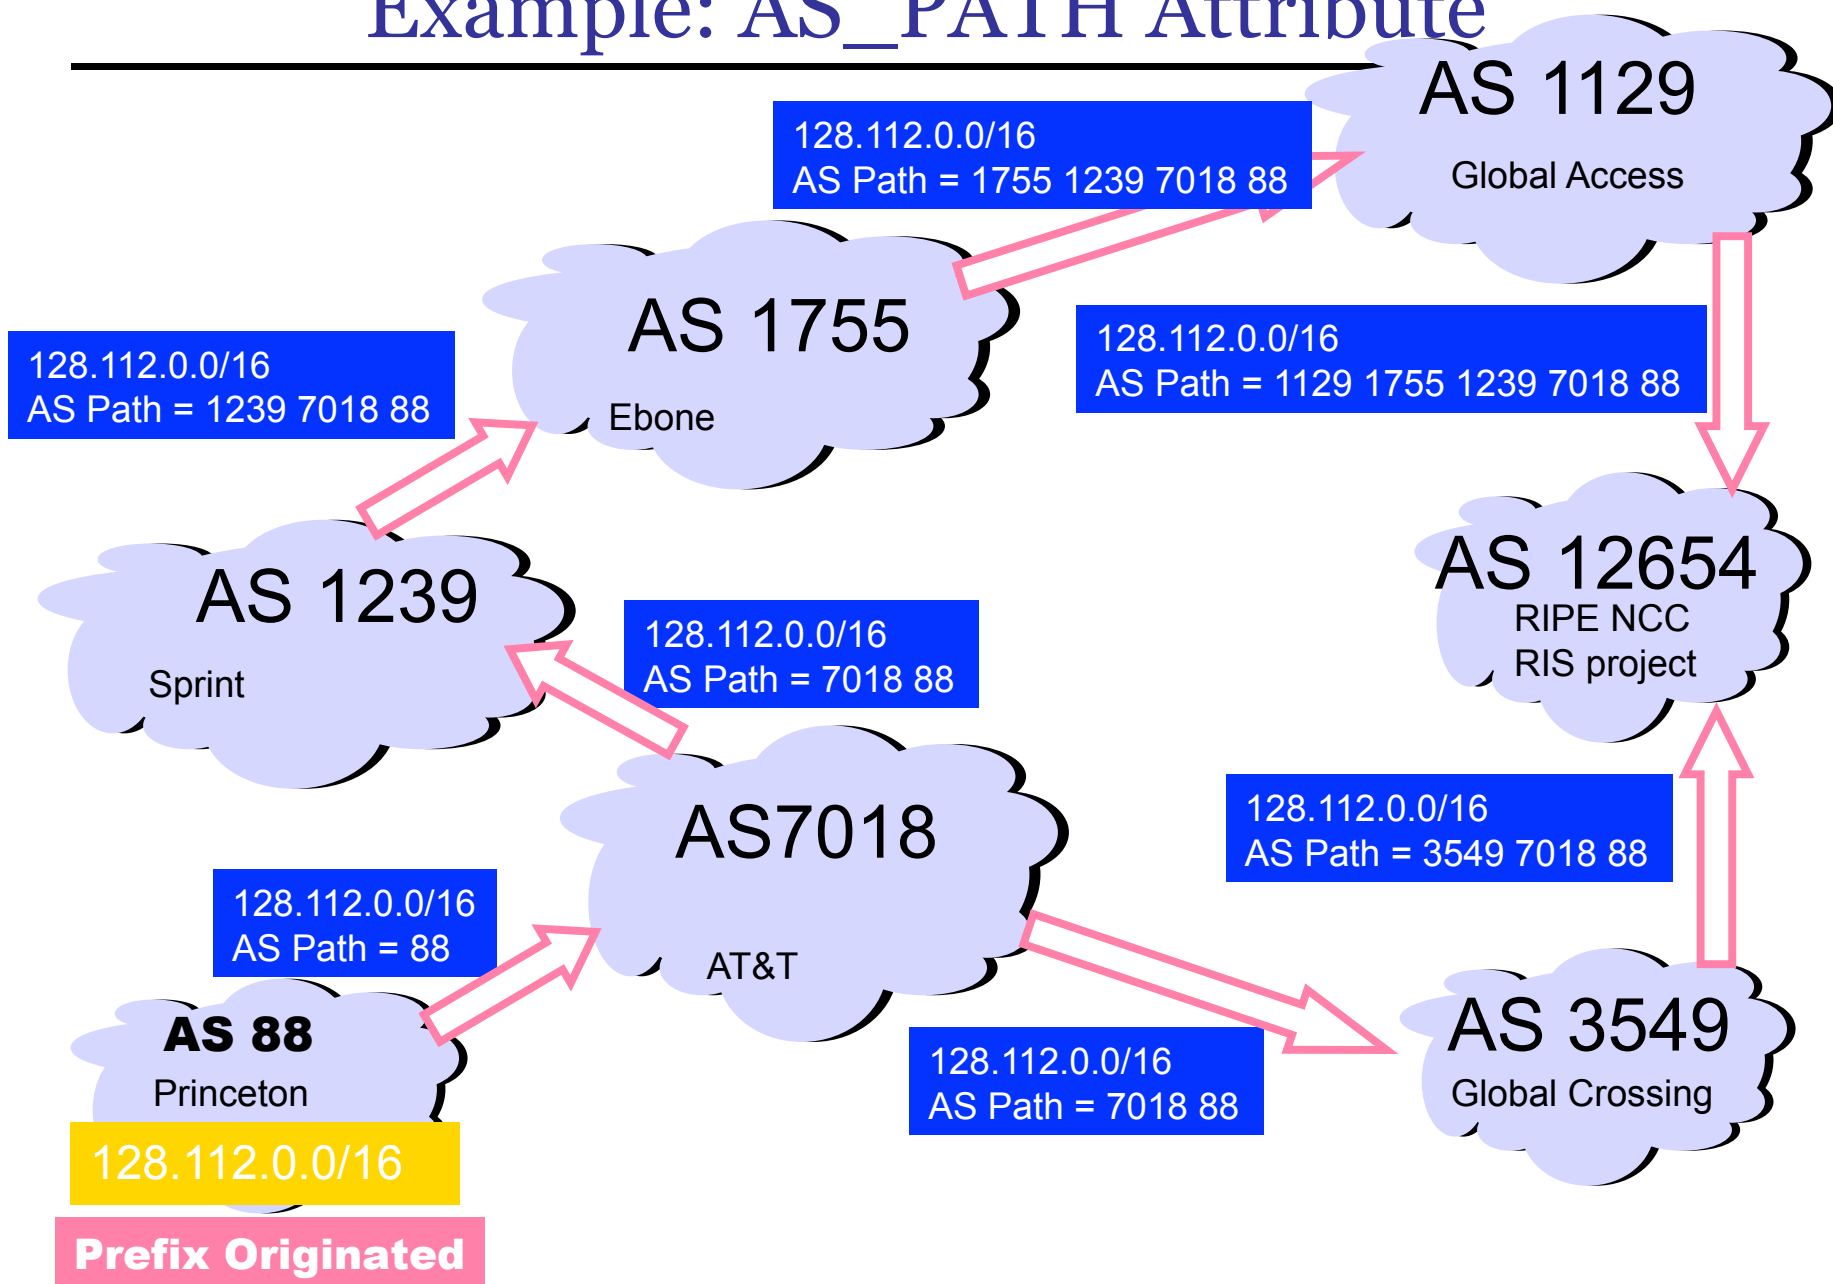 Example: AS_PATH Attribute
AS 1129
Global Access
128.112.0.0/16
AS Path = 1755 1239 7018 88
AS 1755
Ebone
128.112.0.0/16
AS Path = 1129 1755 1239 7018 88
128.112.0.0/16
AS Path = 1239 7018 88
AS 12654
RIPE NCC
RIS project
AS 1239
Sprint
128.112.0.0/16
AS Path = 7018 88
AS7018
AT&T
128.112.0.0/16
AS Path = 3549 7018 88
128.112.0.0/16
AS Path = 88
AS 88
Princeton
128.112.0.0/16
Prefix Originated
128.112.0.0/16
AS Path = 7018 88
AS 3549
Global Crossing